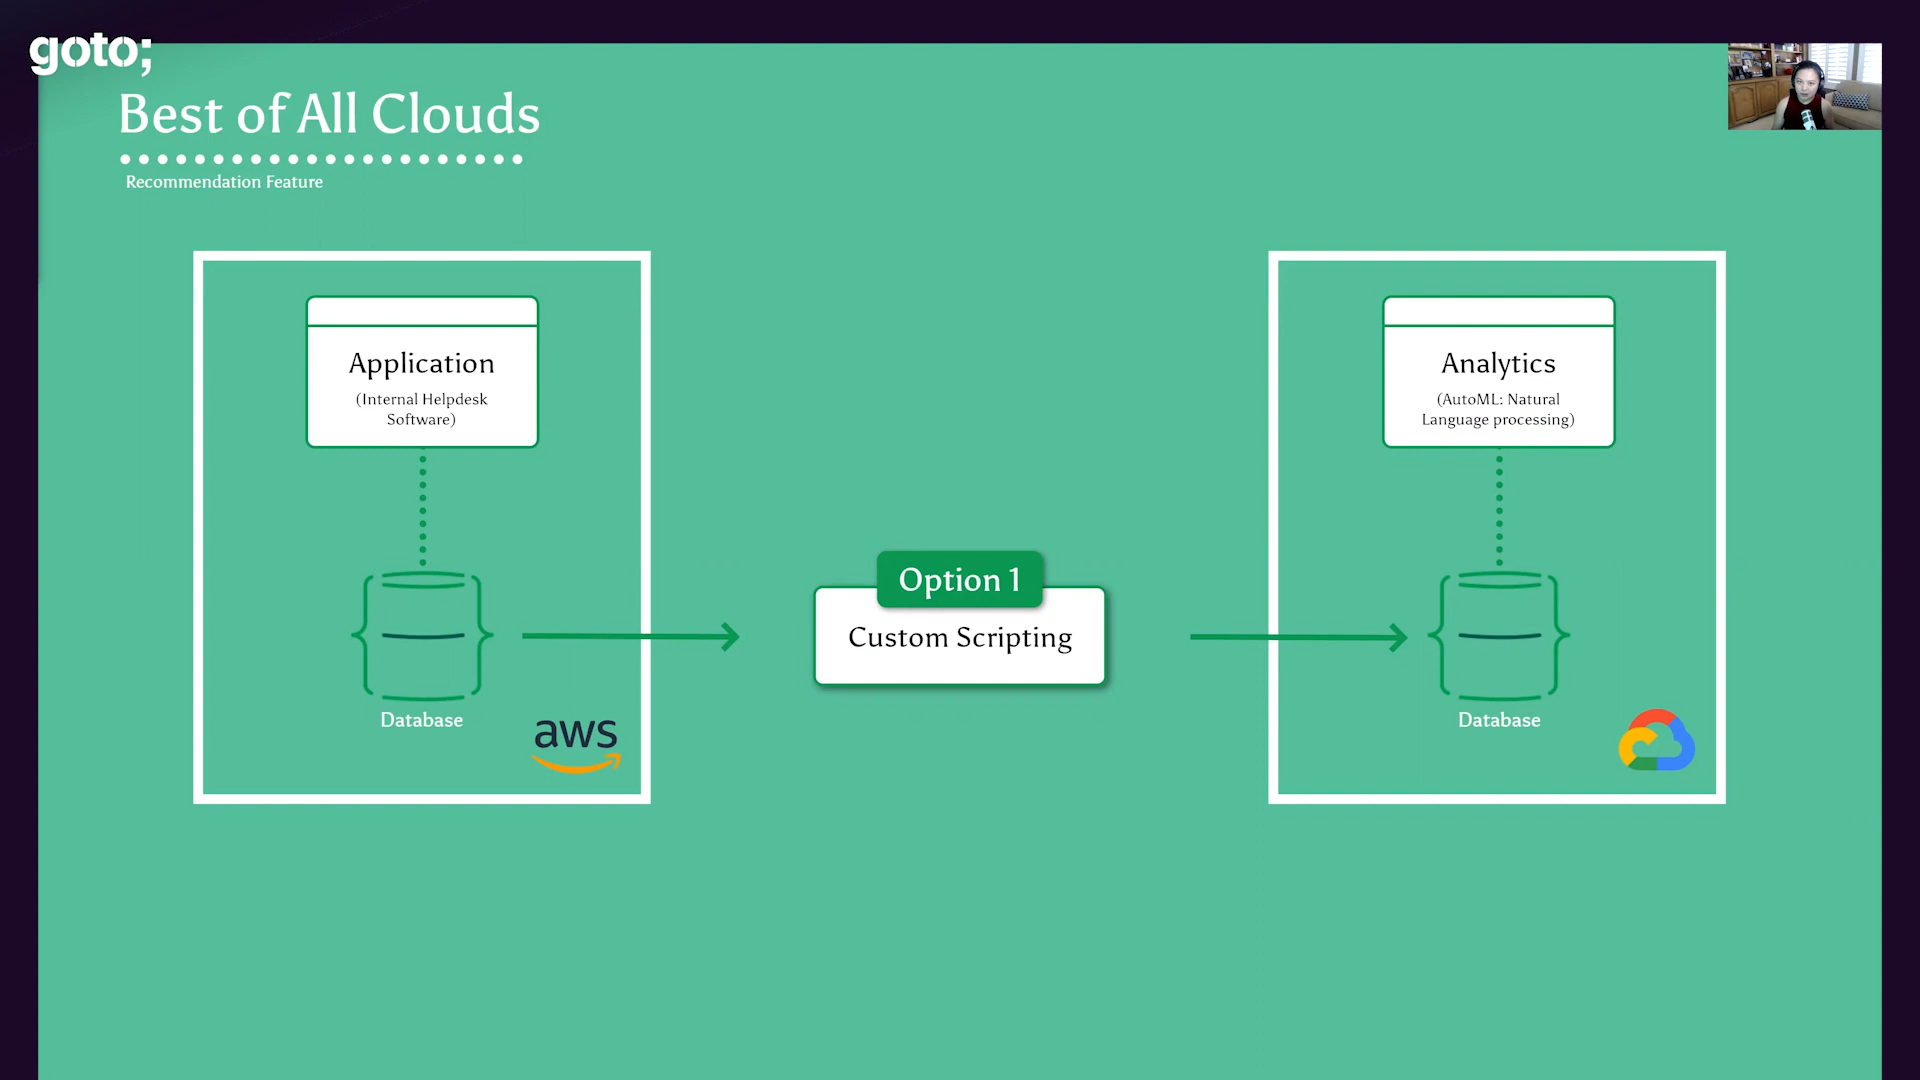 goto;
Best of All Clouds
Recommendation Feature
Application
(Internal Helpdesk
Software)
Database
aws
Option 1
Custom Scripting
Analytics
(AutoML: Natural
Language processing)
Database